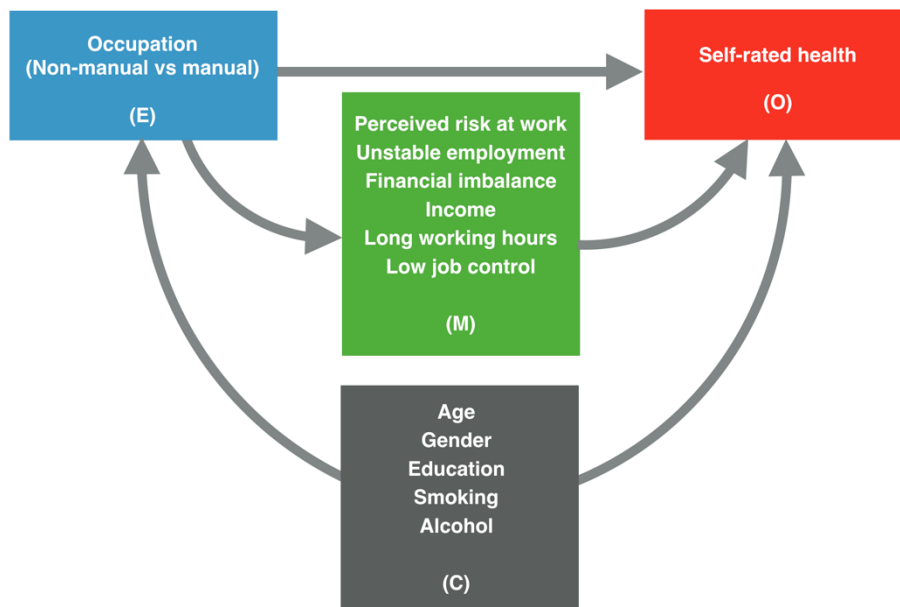 Occupation
(Non-manual vs manual)
(E)
Self-rated health
(O)
Perceived risk at work
Unstable employment
Financial imbalance
Income
Long working hours
Low job control
(M)
Age
Gender
Education
Smoking
Alcohol
(C)